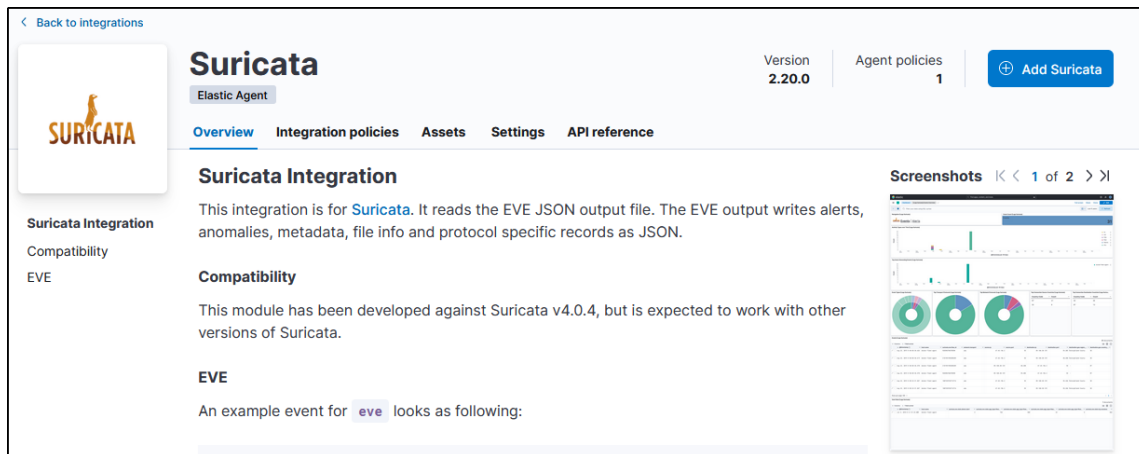 Back to integrations
SURICATA
Suricata
Elastic Agent
Version
2.20.0
Agent policies
1
Add Suricata
Overview Integration policies Assets Settings API reference
Suricata Integration
Compatibility
EVE
Suricata Integration
This integration is for Suricata. It reads the EVE JSON output file. The EVE output writes alerts,
anomalies, metadata, file info and protocol specific records as JSON.
Compatibility
This module has been developed against Suricata v4.0.4, but is expected to work with other
versions of Suricata.
EVE
An example event for eve looks as following:
Screenshots 1 of 2